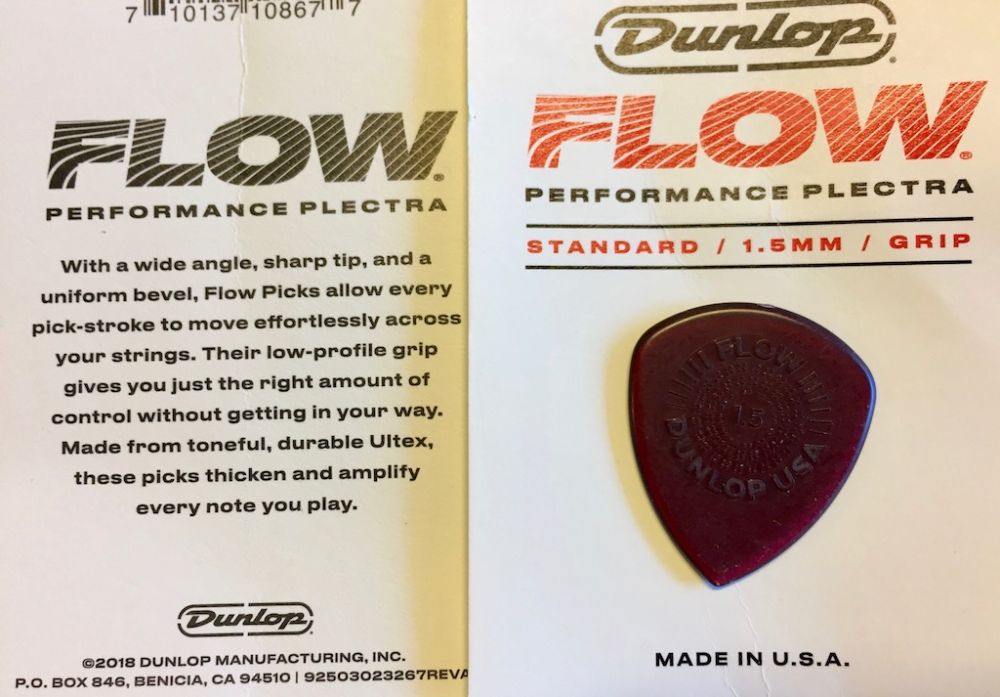 7 10137 10867 7
FLOW®
PERFORMANCE PLECTRA
With a wide angle, sharp tip, and a
uniform bevel, Flow Picks allow every
pick-stroke to move effortlessly across
your strings. Their low-profile grip
gives you just the right amount of
control without getting in your way.
Made from toneful, durable Ultex,
these picks thicken and amplify
every note you play.
Dunlop
©2018 DUNLOP MANUFACTURING, INC.
P.O. BOX 846, BENICIA, CA 94510 | 92503023267REVA
Dunlop®
FLOW®
PERFORMANCE PLECTRA
STANDARD / 1.5MM / GRIP
FLOW
1.5
DUNLOP USA
MADE IN U.S.A.